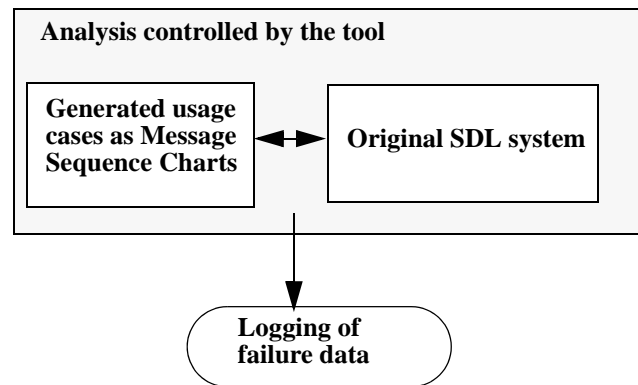 Analysis controlled by the tool
Generated usage
cases as Message
Sequence Charts
Original SDL system
Logging of
failure data